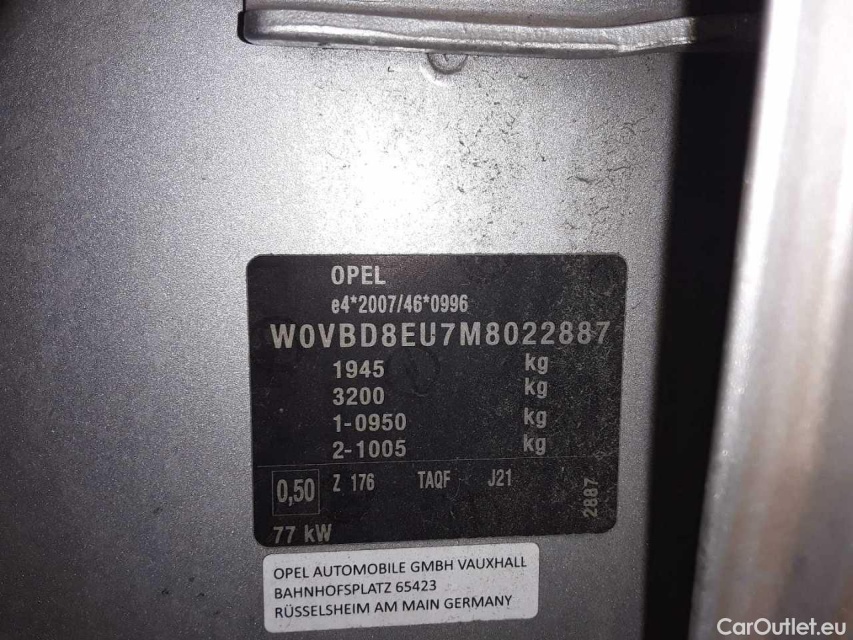 OPEL
e4*2007/46*0996
W0VBD8EU7M8022887
1945 kg
3200 kg
1-0950 kg
2-1005 kg
0,50 Z 176 TAQF J21
2887
77 kW
OPEL AUTOMOBILE GMBH VAUXHALL
BAHNHOFSPLATZ 65423
RÜSSELSHEIM AM MAIN GERMANY
CarOutlet.eu